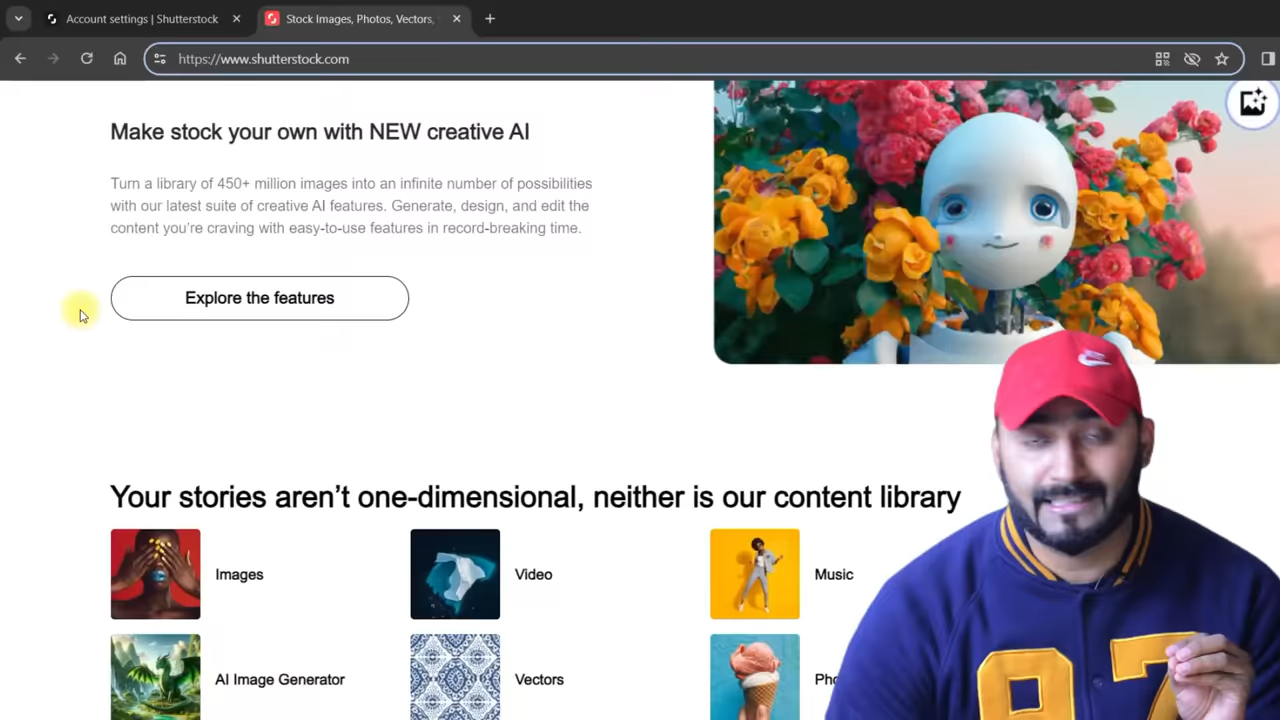 Account settings | Shutterstock
Stock Images, Photos, Vectors,
https://www.shutterstock.com
Make stock your own with NEW creative AI
Turn a library of 450+ million images into an infinite number of possibilities
with our latest suite of creative AI features. Generate, design, and edit the
content you’re craving with easy-to-use features in record-breaking time.
Explore the features
Your stories aren’t one-dimensional, neither is our content library
Images
Video
Music
AI Image Generator
Vectors
97